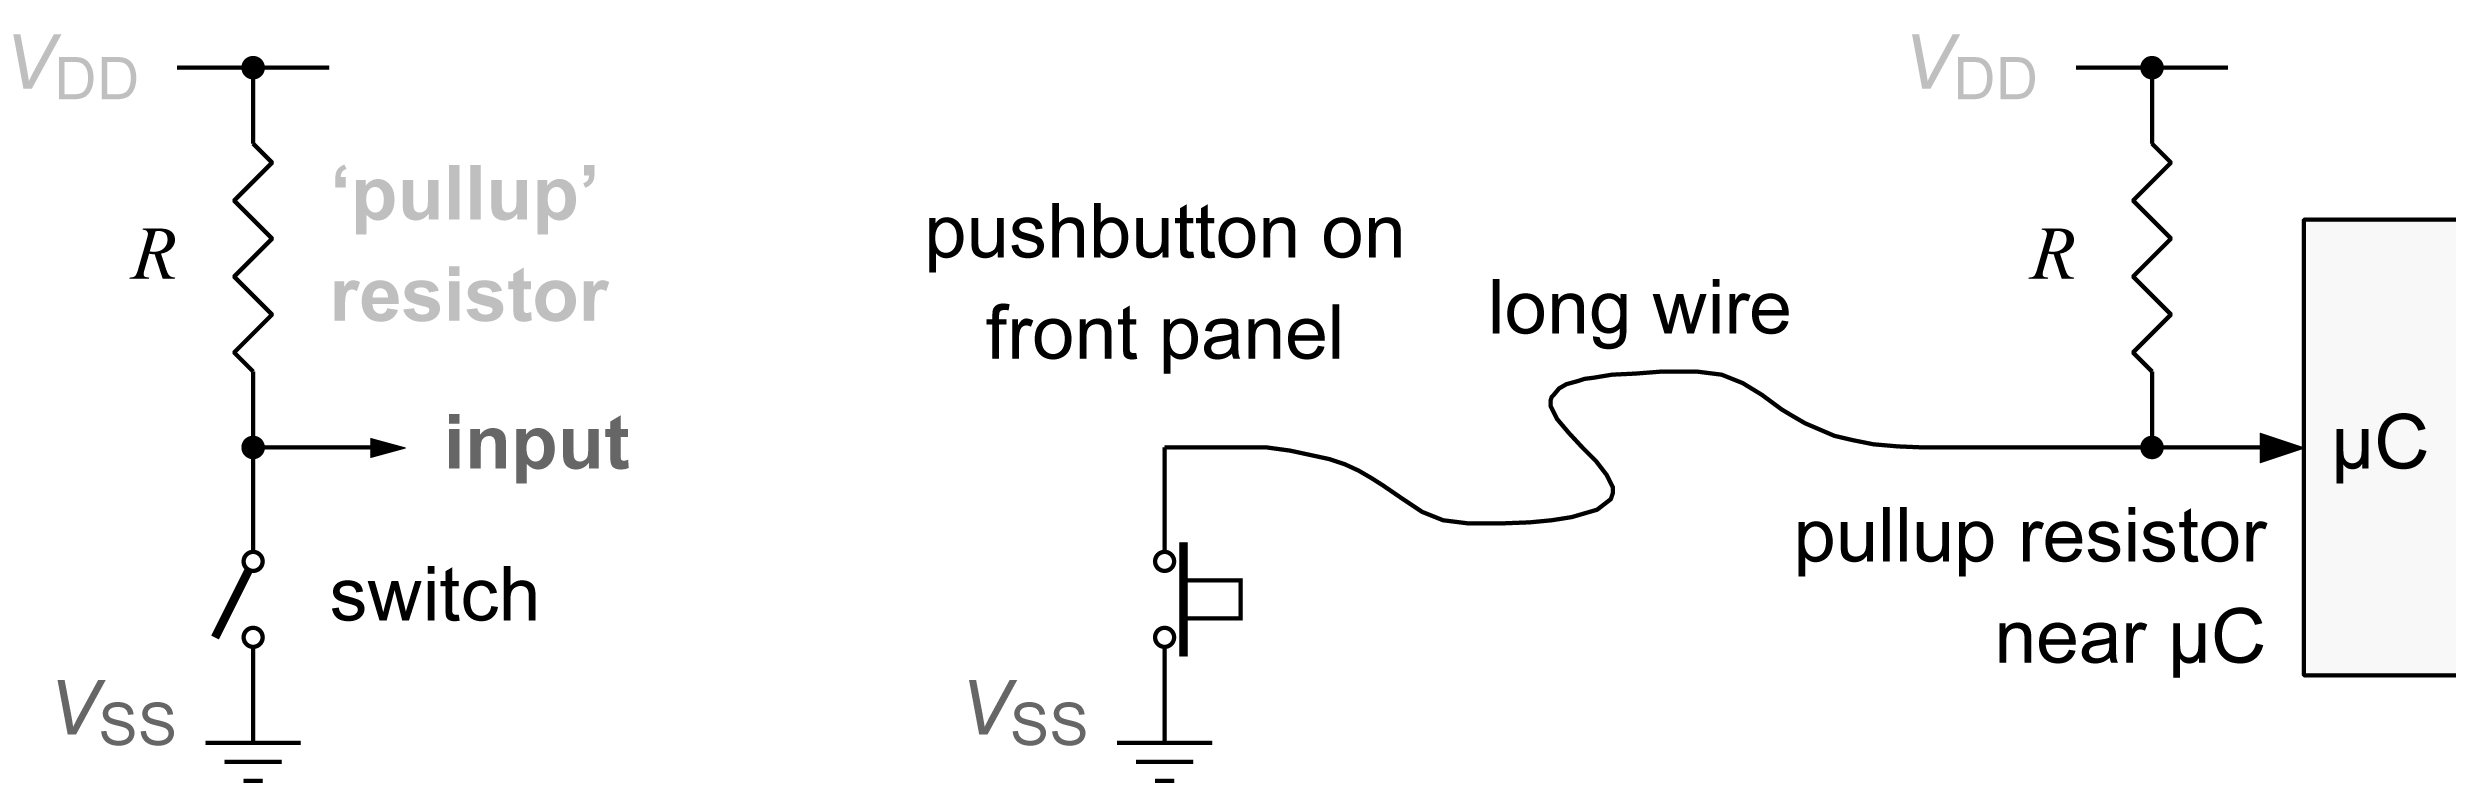 VDD
‘pullup’
resistor
R
input
switch
VSS
pushbutton on
front panel
long wire
VSS
VDD
R
µC
pullup resistor
near µC